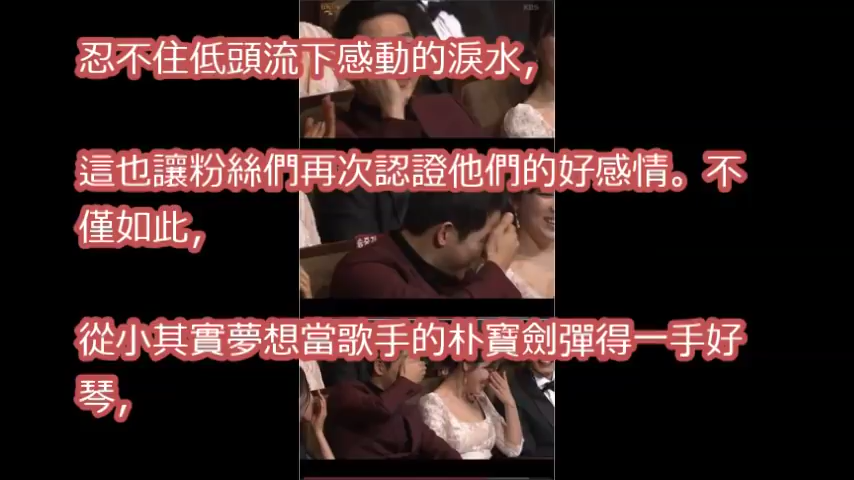 KBS
忍不住低頭流下感動的淚水,
這也讓粉絲們再次認證他們的好感情。不
僅如此,
從小其實夢想當歌手的朴寶劍彈得一手好
琴,